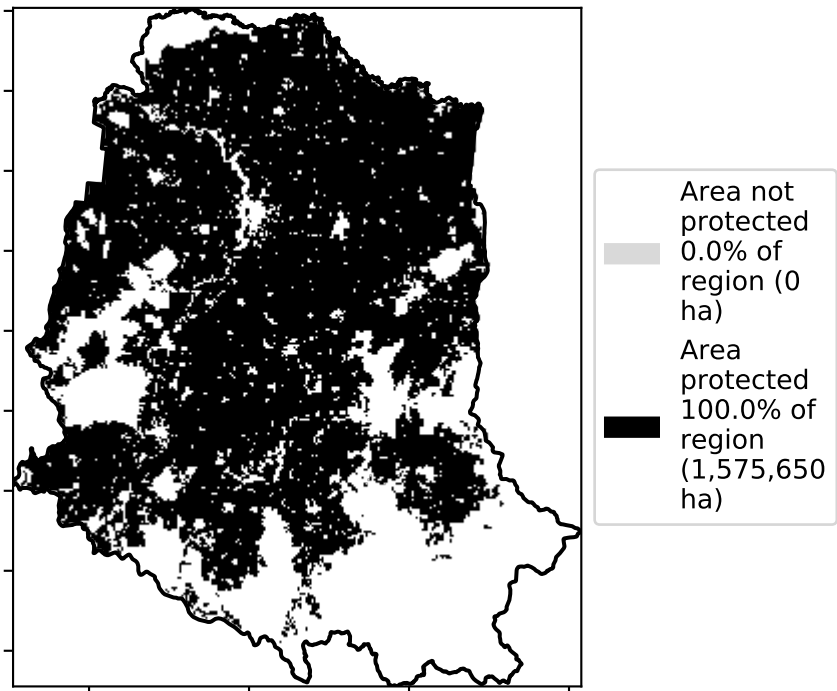 Area not
protected
0.0% of
region (0
ha)
Area
protected
100.0% of
region
(1,575,650
ha)